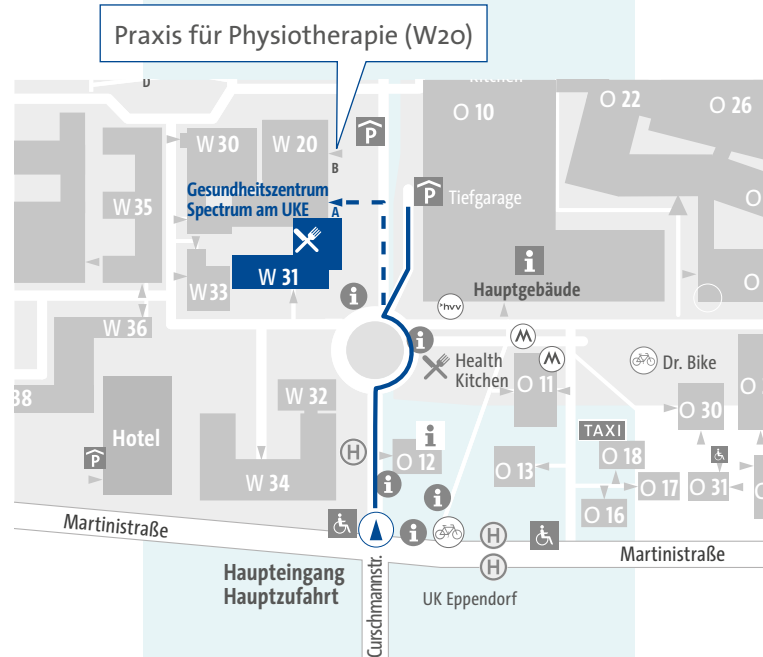 Praxis für Physiotherapie (W20)
D
O 10
O 22
O 26
W 30
W 20
P
B
Gesundheitszentrum
Spectrum am UKE
A
P
Tiefgarage
W 35
W 31
W 33
i
Hauptgebäude
i
hvv
W 36
i
M
M
Health
Kitchen
O 11
Dr. Bike
38
Hotel
P
W 32
W 34
H
i
O 12
O 13
TAXI
O 18
O 17
O 16
O 30
O 31
i
i
i
H
H
Martinistraße
Martinistraße
Haupteingang
Hauptzufahrt
Curschmannstr.
UK Eppendorf